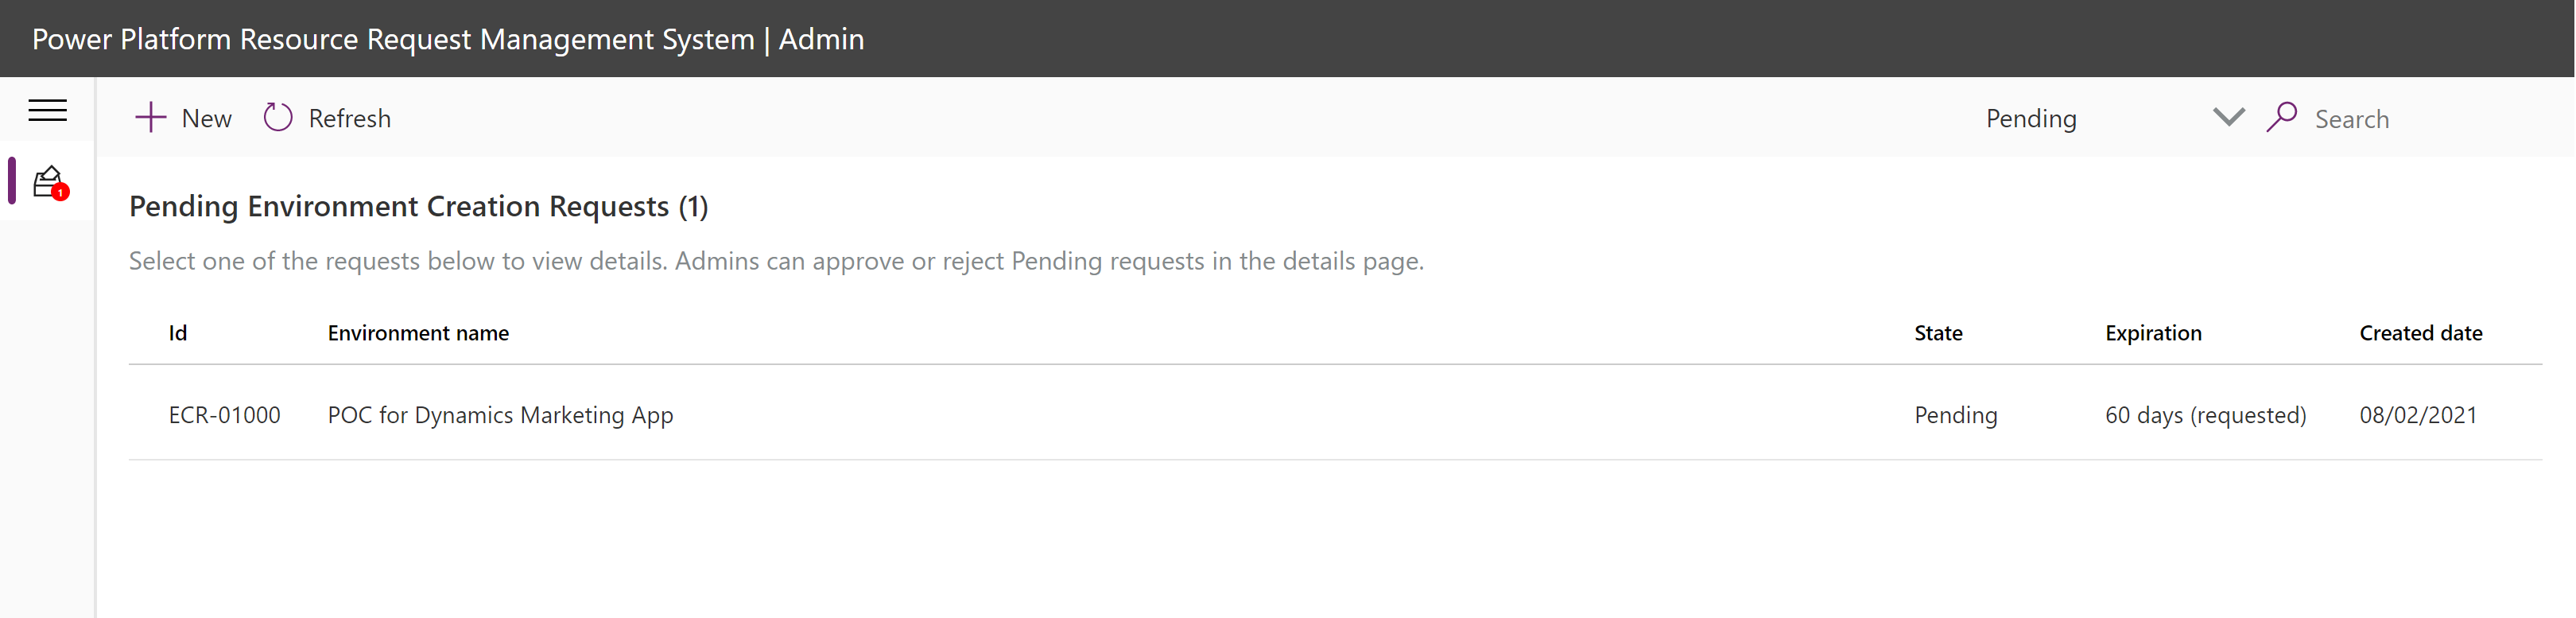 Power Platform Resource Request Management System | Admin
New Refresh Pending Search
1
Pending Environment Creation Requests (1)
Select one of the requests below to view details. Admins can approve or reject Pending requests in the details page.
Id Environment name State Expiration Created date
ECR-01000 POC for Dynamics Marketing App Pending 60 days (requested) 08/02/2021